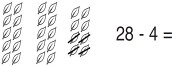 28 - 4 =